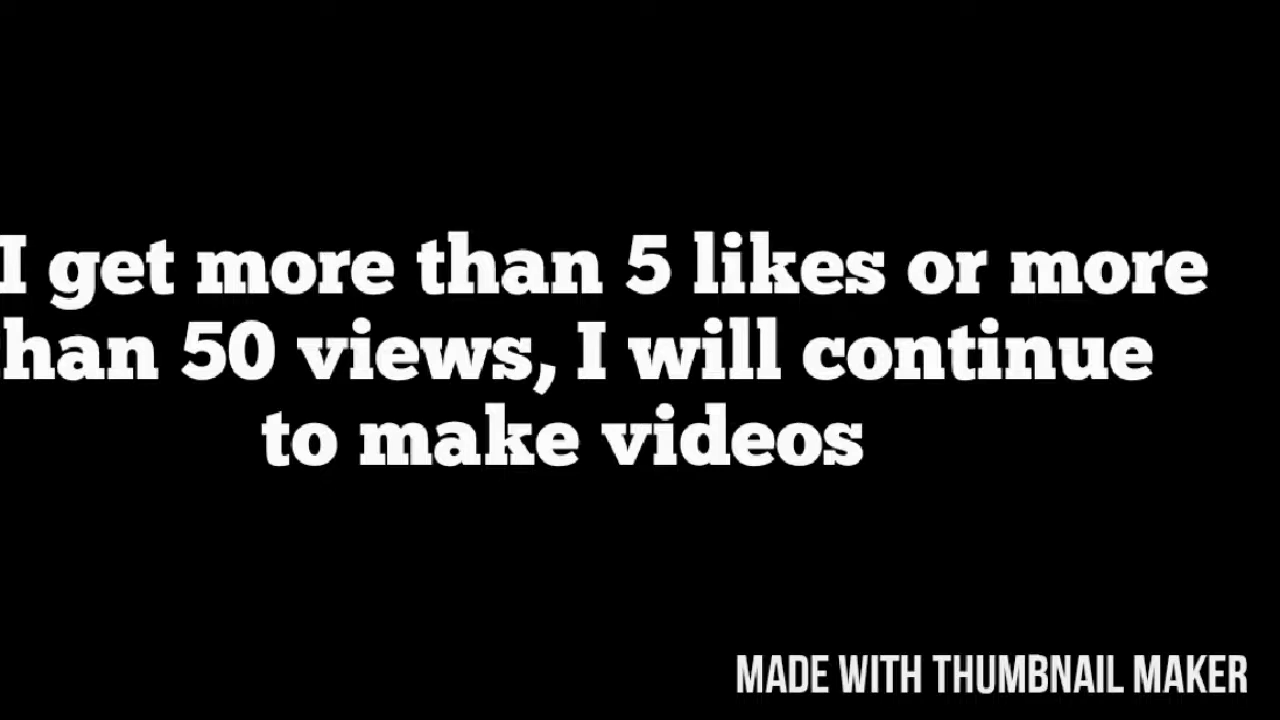 I get more than 5 likes or more
han 50 views, I will continue
to make videos
MADE WITH THUMBNAIL MAKER